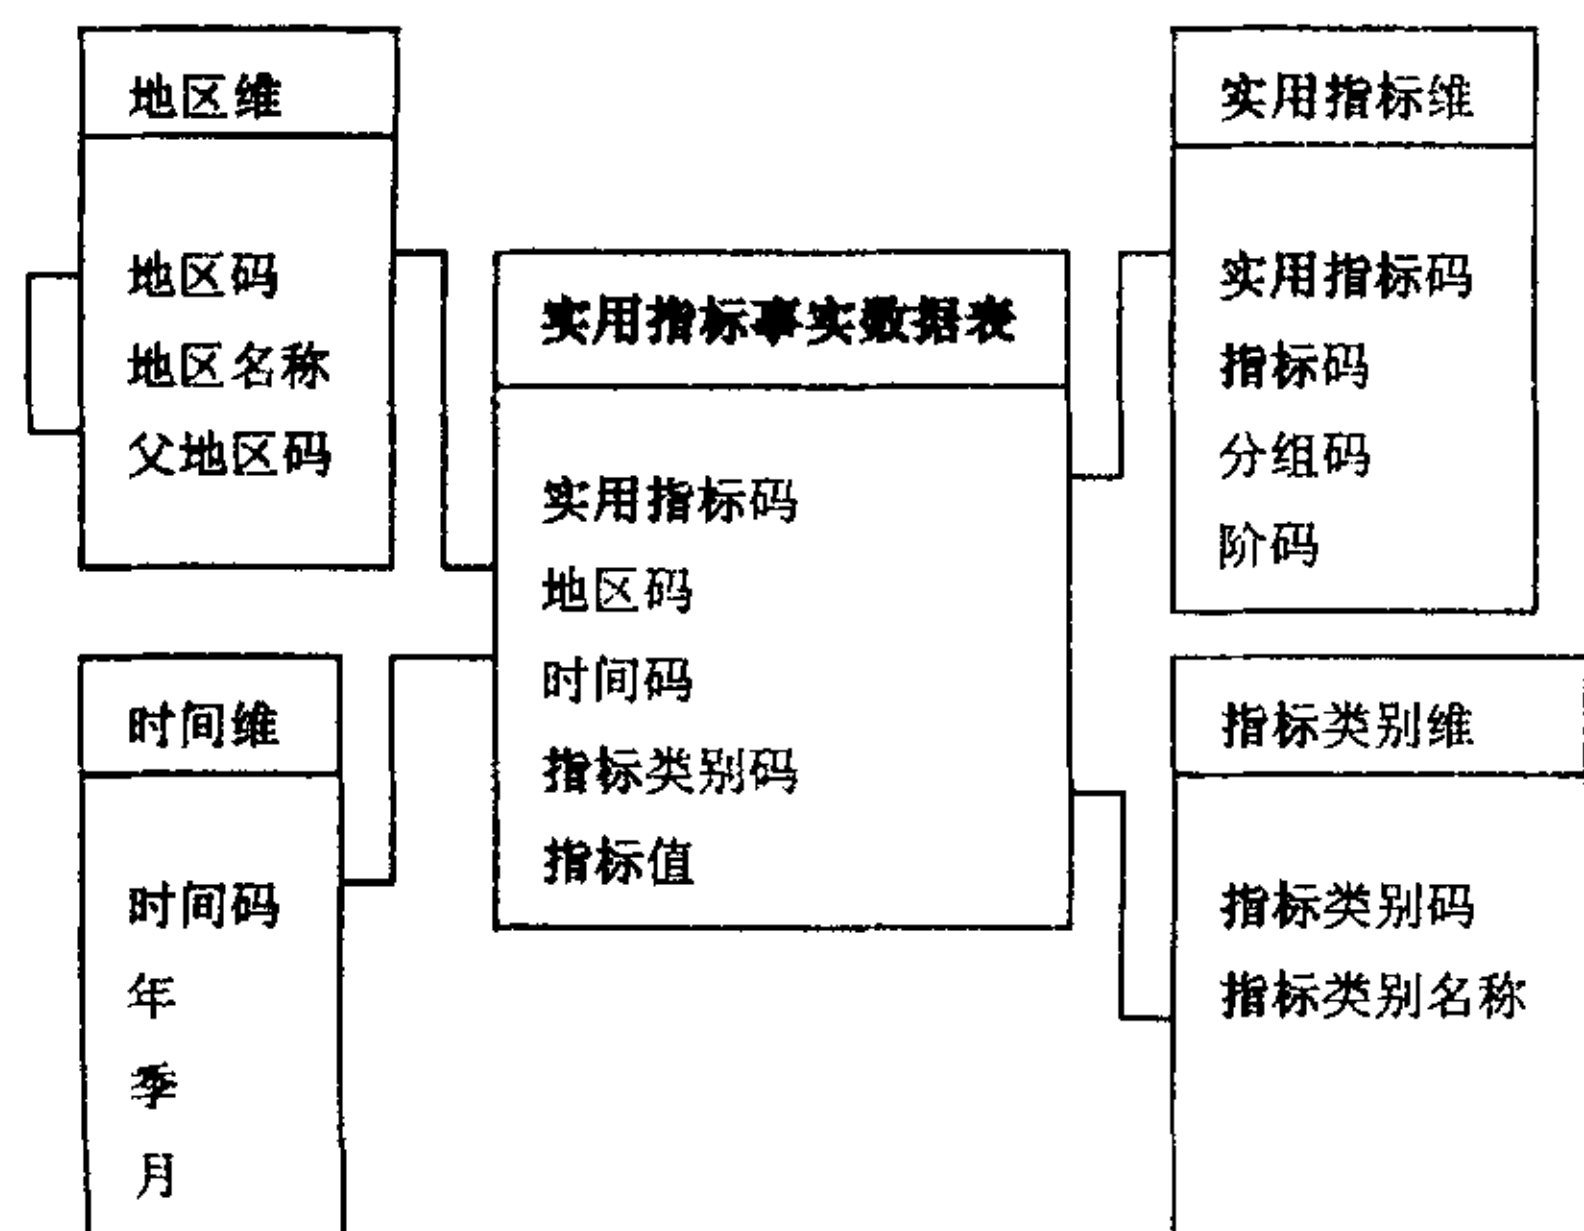 地区维
地区码
地区名称
父地区码
实用指标事实数据表
实用指标码
地区码
时间码
指标类别码
指标值
实用指标维
实用指标码
指标码
分组码
阶码
时间维
时间码
年
季
月
指标类别维
指标类别码
指标类别名称